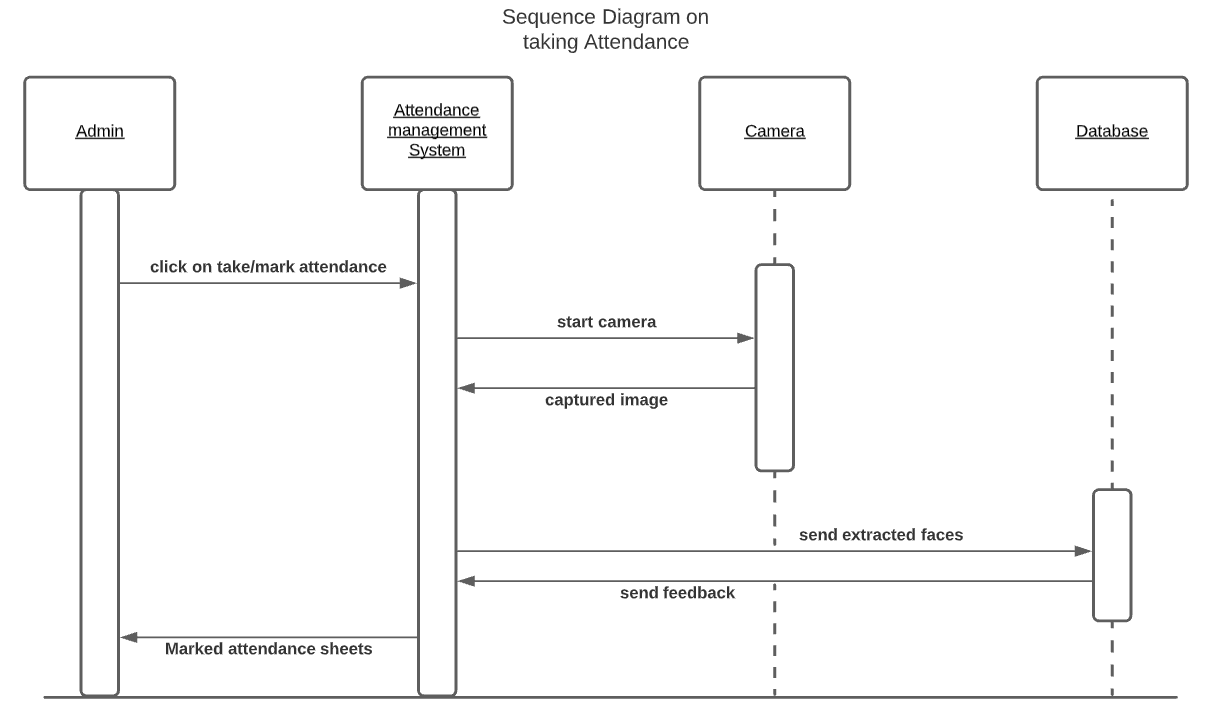 Sequence Diagram on
taking Attendance
Admin
Attendance
management
System
Camera
Database
click on take/mark attendance
start camera
captured image
send extracted faces
send feedback
Marked attendance sheets